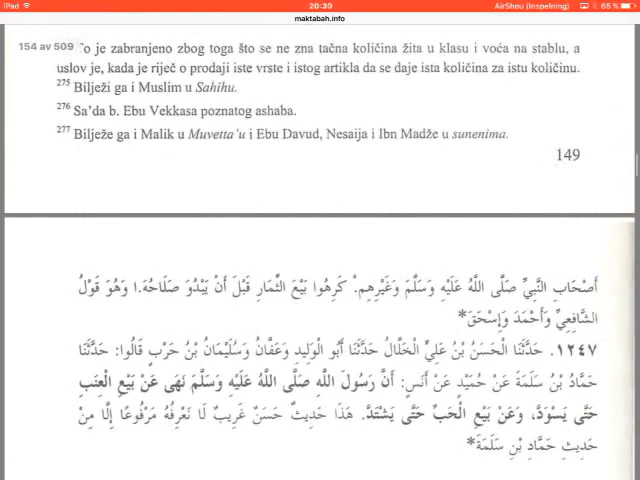 iPad 20:30 AirShou (Inspelning) 65 %
maktabah.info
154 av 509 To je zabranjeno zbog toga što se ne zna tačna količina žita u klasu i voća na stablu, a
uslov je, kada je riječ o prodaji iste vrste i istog artikla da se daje ista količina za istu količinu.
275 Bilježi ga i Muslim u Sahihu.
276 Sa'da b. Ebu Vekkasa poznatog ashaba.
277 Bilježe ga i Malik u Muvetta'u i Ebu Davud, Nesaija i Ibn Madže u sunenima.
149
أَصْحَابِ النَّبِيِّ صَلَّى اللَّهُ عَلَيْهِ وَسَلَّمَ وَغَيْرِهِم. كَرِهُوا بَيْعَ الثِّمَارِ قَبْلَ أَنْ يَبْدُوَ صَلَاحُهَ.ا وَهُوَ قَوْلُ
الشَّافِعِيِّ وَأَحْمَدَ وَإِسْحَقَ*
١٢٤٧. حَدَّثَنَا الْحَسَنُ بْنُ عَلِيٍّ الْخَلَّالُ حَدَّثَنَا أَبُو الْوَلِيدِ وَعَفَّانُ وَسُلَيْمَانُ بْنُ حَرْبٍ قَالُوا: حَدَّثَنَا
حَمَّادُ بْنُ سَلَمَةَ عَنْ حُمَيْدٍ عَنْ أَنَسٍ: أَنَّ رَسُولَ اللَّهِ صَلَّى اللَّهُ عَلَيْهِ وَسَلَّمَ نَهَى عَنْ بَيْعِ الْعِنَبِ
حَتَّى يَسْوَدَّ، وَعَنْ بَيْعِ الْحَبِّ حَتَّى يَشْتَدَّ. هَذَا حَدِيثٌ حَسَنٌ غَرِيبٌ لَا نَعْرِفُهُ مَرْفُوعًا إِلَّا مِنْ
حَدِيثِ حَمَّادِ بْنِ سَلَمَةَ*